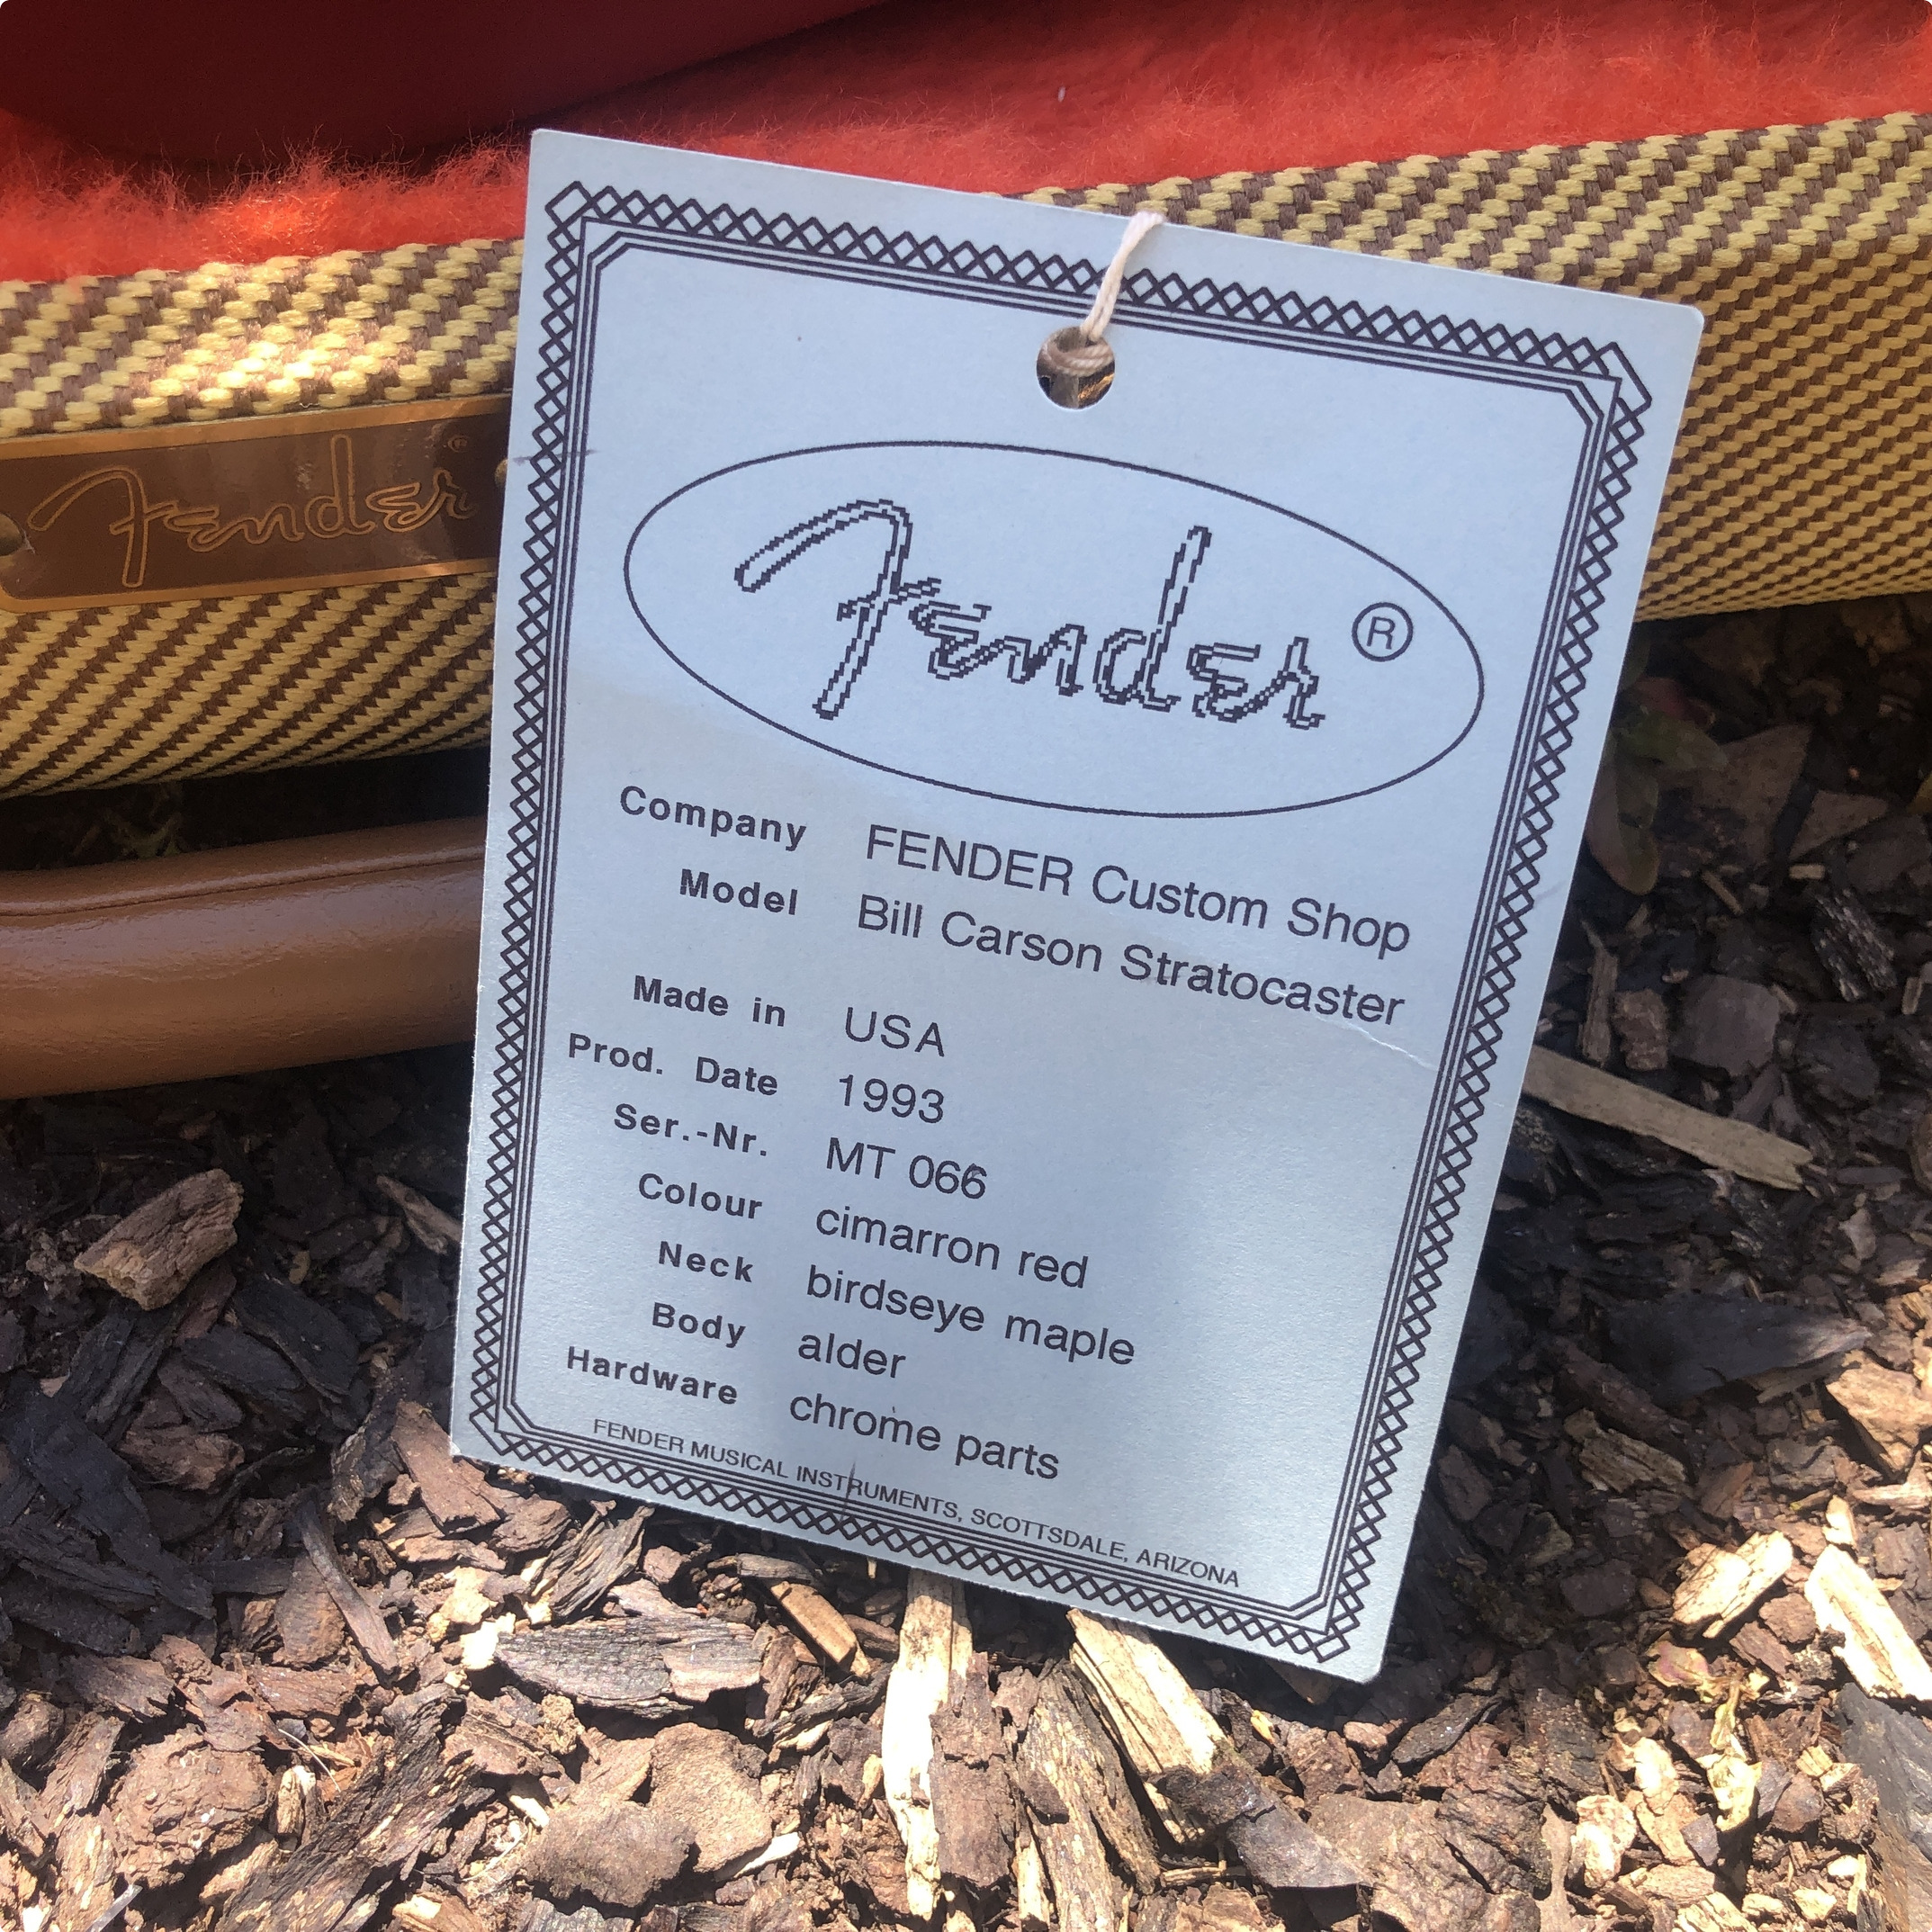 Fender®
Fender®
Company FENDER Custom Shop
Model Bill Carson Stratocaster
Made in USA
Prod. Date 1993
Ser.-Nr. MT 066
Colour cimarron red
Neck birdseye maple
Body alder
Hardware chrome parts
FENDER MUSICAL INSTRUMENTS, SCOTTSDALE, ARIZONA